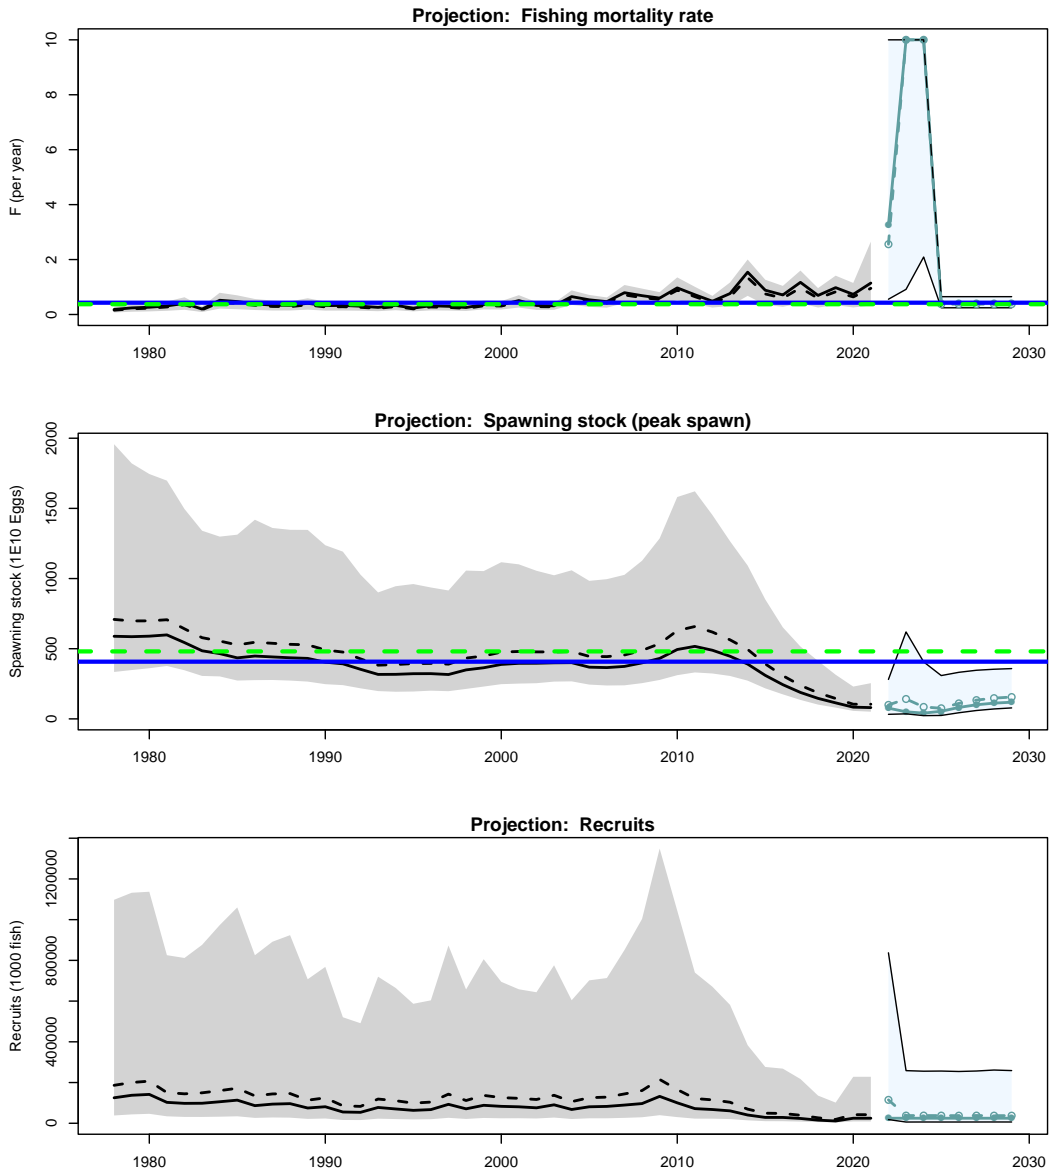 Projection: Fishing mortality rate
F (per year)
10
8
6
4
2
0
1980 1990 2000 2010 2020 2030
Projection: Spawning stock (peak spawn)
Spawning stock (1E10 Eggs)
2000
1500
1000
500
0
1980 1990 2000 2010 2020 2030
Projection: Recruits
Recruits (1000 fish)
1200000
800000
400000
0
1980 1990 2000 2010 2020 2030